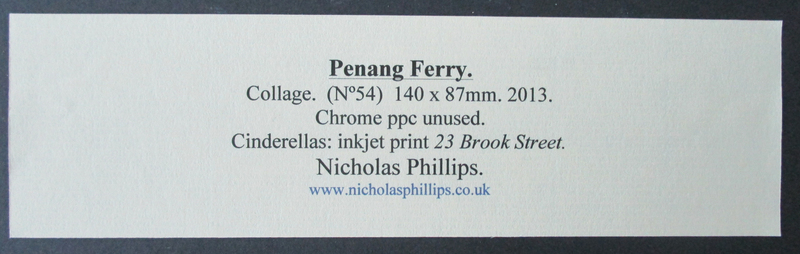 Penang Ferry.
Collage. (Nº54) 140 x 87mm. 2013.
Chrome ppc unused.
Cinderellas: inkjet print 23 Brook Street.
Nicholas Phillips.
www.nicholasphillips.co.uk